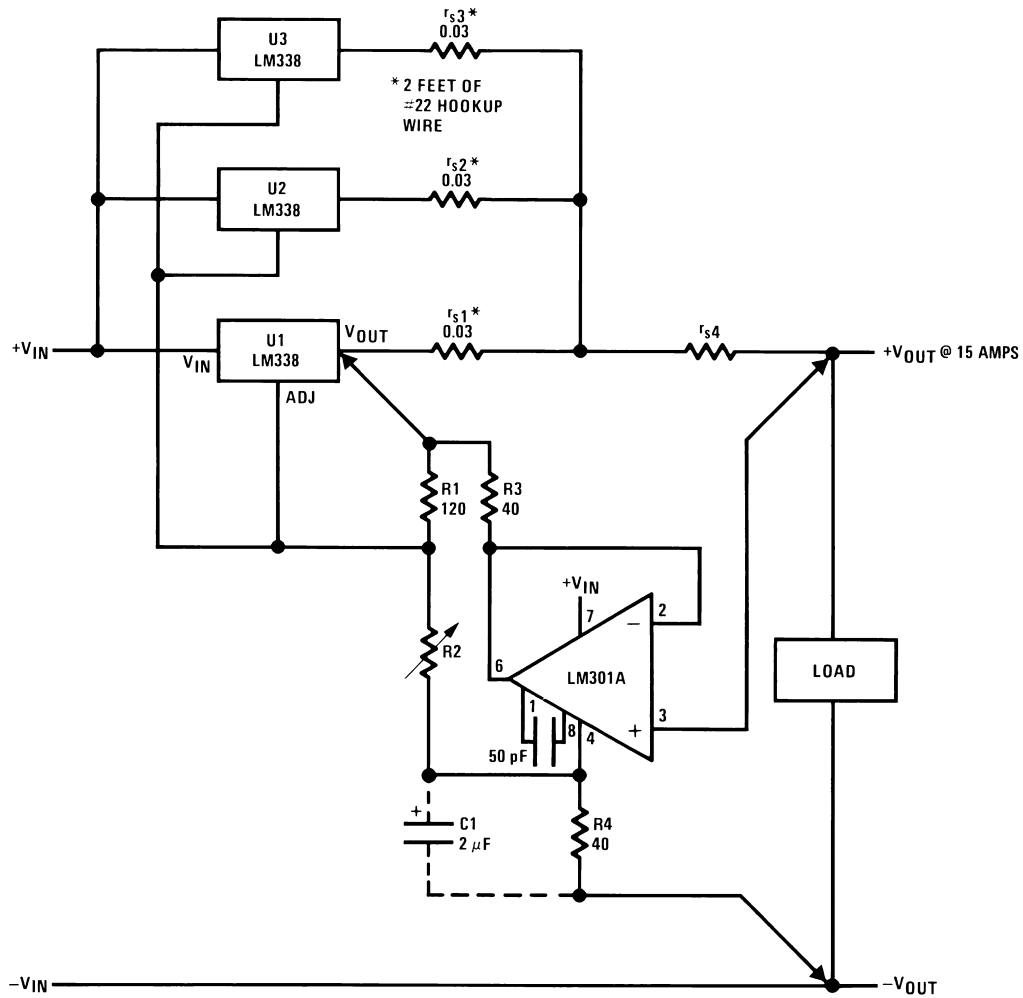 rs3*
0.03
U3
LM338
* 2 FEET OF
#22 HOOKUP
WIRE
rs2*
0.03
U2
LM338
rs1*
0.03
rs4
VOUT
U1
LM338
+VIN
VIN
+VOUT @ 15 AMPS
ADJ
R1
120
R3
40
+VIN
7
2
−
R2
6
LM301A
LOAD
1
8
4
+
3
50 pF
+
C1
2 μF
R4
40
−VIN
−VOUT